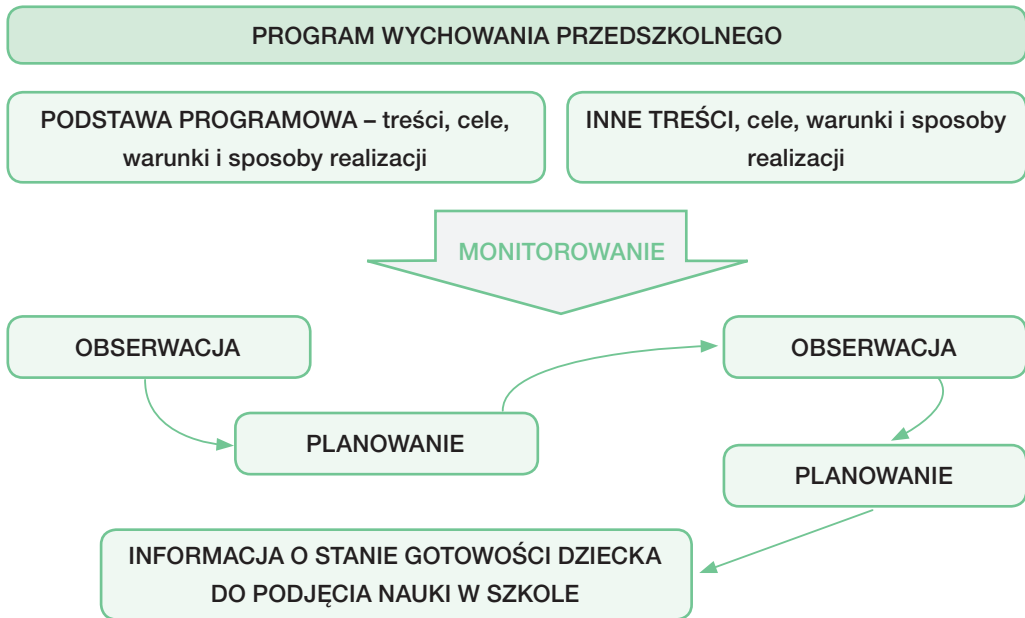 PROGRAM WYCHOWANIA PRZEDSZKOLNEGO
PODSTAWA PROGRAMOWA – treści, cele,
warunki i sposoby realizacji
INNE TREŚCI, cele, warunki i sposoby
realizacji
MONITOROWANIE
OBSERWACJA
PLANOWANIE
OBSERWACJA
PLANOWANIE
INFORMACJA O STANIE GOTOWOŚCI DZIECKA
DO PODJĘCIA NAUKI W SZKOLE